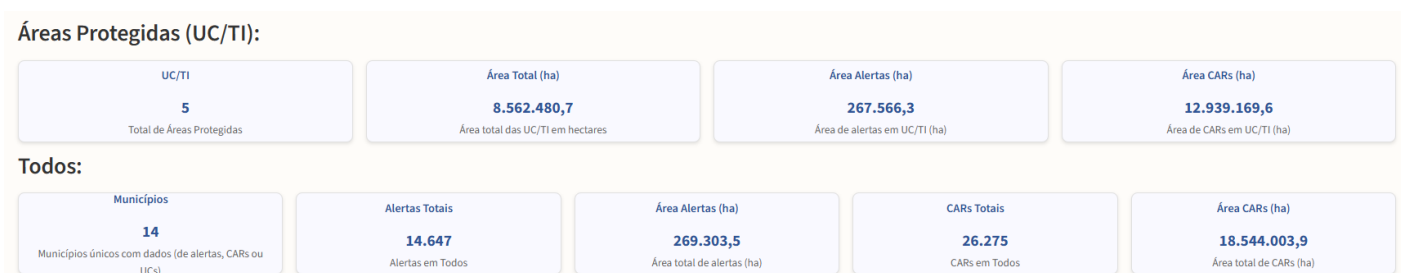 Áreas Protegidas (UC/TI):
UC/TI
5
Total de Áreas Protegidas
Área Total (ha)
8.562.480,7
Área total das UC/TI em hectares
Área Alertas (ha)
267.566,3
Área de alertas em UC/TI (ha)
Área CARs (ha)
12.939.169,6
Área de CARs em UC/TI (ha)
Todos:
Municípios
14
Municípios únicos com dados (de alertas, CARs ou
UCs)
Alertas Totais
14.647
Alertas em Todos
Área Alertas (ha)
269.303,5
Área total de alertas (ha)
CARs Totais
26.275
CARs em Todos
Área CARs (ha)
18.544.003,9
Área total de CARs (ha)